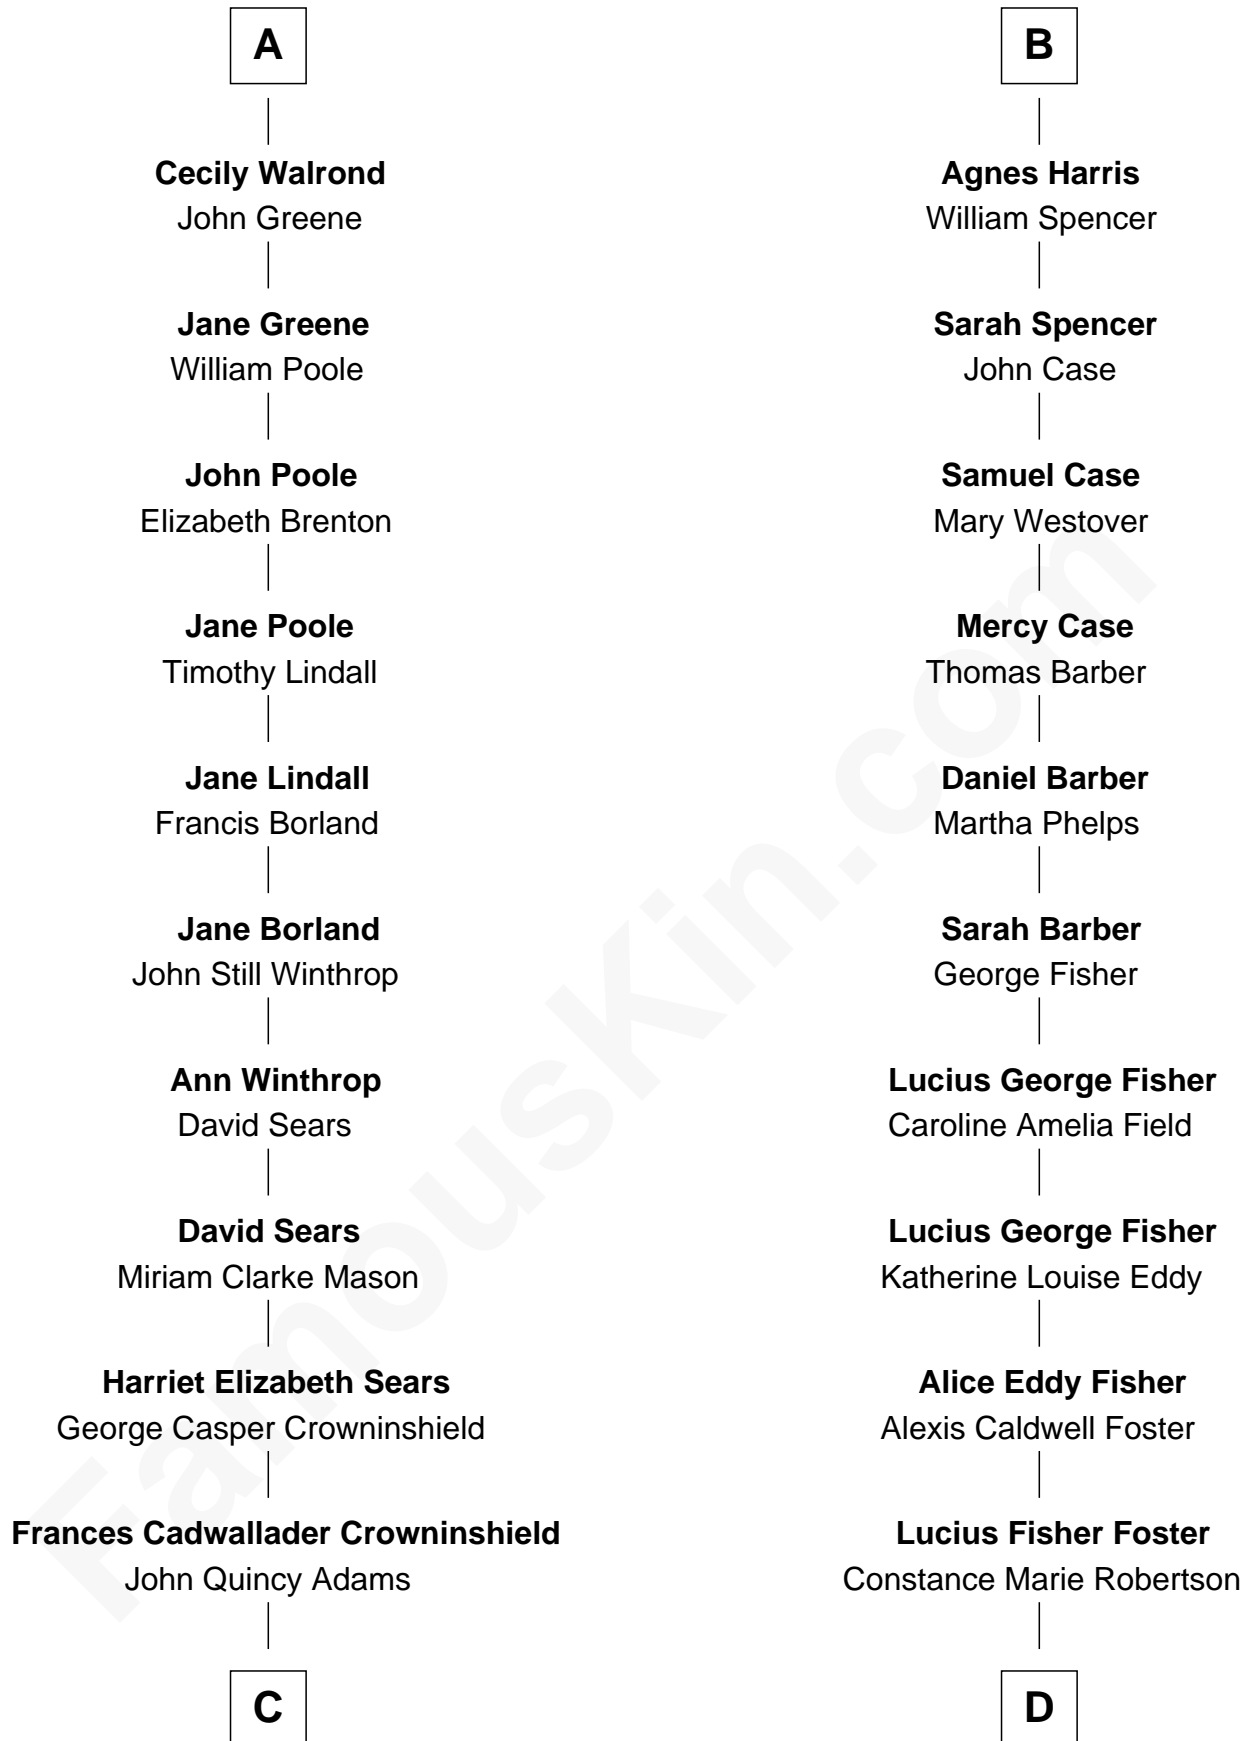 A
Cecily Walrond
John Greene
Jane Greene
William Poole
John Poole
Elizabeth Brenton
Jane Poole
Timothy Lindall
Jane Lindall
Francis Borland
Jane Borland
John Still Winthrop
Ann Winthrop
David Sears
David Sears
Miriam Clarke Mason
Harriet Elizabeth Sears
George Casper Crowninshield
Frances Cadwallader Crowninshield
John Quincy Adams
C
B
Agnes Harris
William Spencer
Sarah Spencer
John Case
Samuel Case
Mary Westover
Mercy Case
Thomas Barber
Daniel Barber
Martha Phelps
Sarah Barber
George Fisher
Lucius George Fisher
Caroline Amelia Field
Lucius George Fisher
Katherine Louise Eddy
Alice Eddy Fisher
Alexis Caldwell Foster
Lucius Fisher Foster
Constance Marie Robertson
D
FamousKin.com